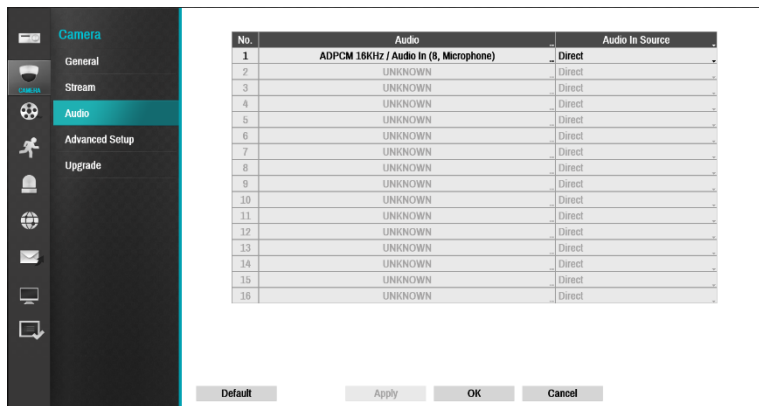 Camera
General
Stream
Audio
Advanced Setup
Upgrade
CAMERA
No. Audio ... Audio In Source
1 ADPCM 16KHz / Audio In (8, Microphone) ... Direct
2 UNKNOWN ... Direct
3 UNKNOWN ... Direct
4 UNKNOWN ... Direct
5 UNKNOWN ... Direct
6 UNKNOWN ... Direct
7 UNKNOWN ... Direct
8 UNKNOWN ... Direct
9 UNKNOWN ... Direct
10 UNKNOWN ... Direct
11 UNKNOWN ... Direct
12 UNKNOWN ... Direct
13 UNKNOWN ... Direct
14 UNKNOWN ... Direct
15 UNKNOWN ... Direct
16 UNKNOWN ... Direct
Default Apply OK Cancel